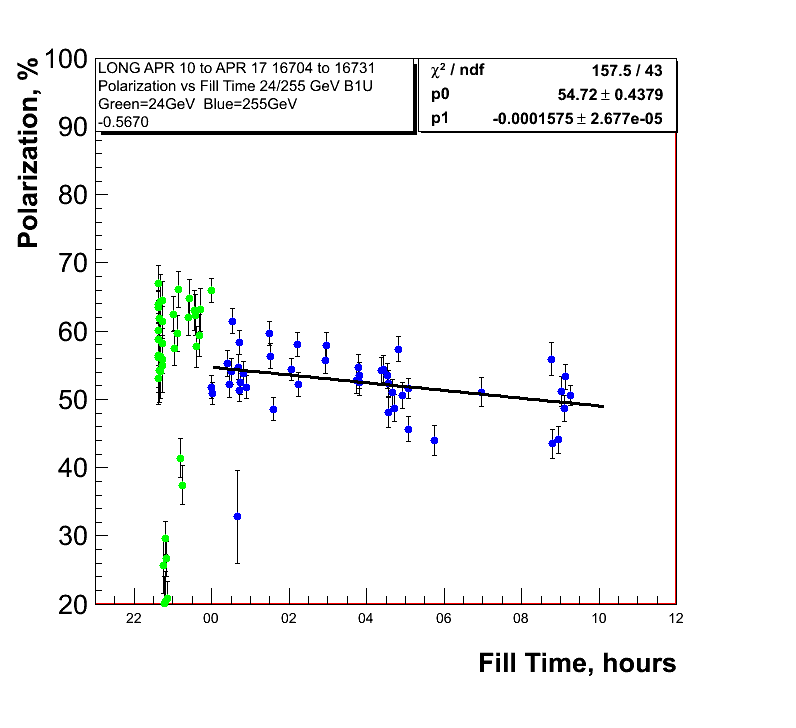 LONG APR 10 to APR 17 16704 to 16731
Polarization vs Fill Time 24/255 GeV B1U
Green=24GeV Blue=255GeV
-0.5670
χ² / ndf 157.5 / 43
p0 54.72 ± 0.4379
p1 -0.0001575 ± 2.677e-05
Polarization, %
100
90
80
70
60
50
40
30
20
22 00 02 04 06 08 10 12
Fill Time, hours